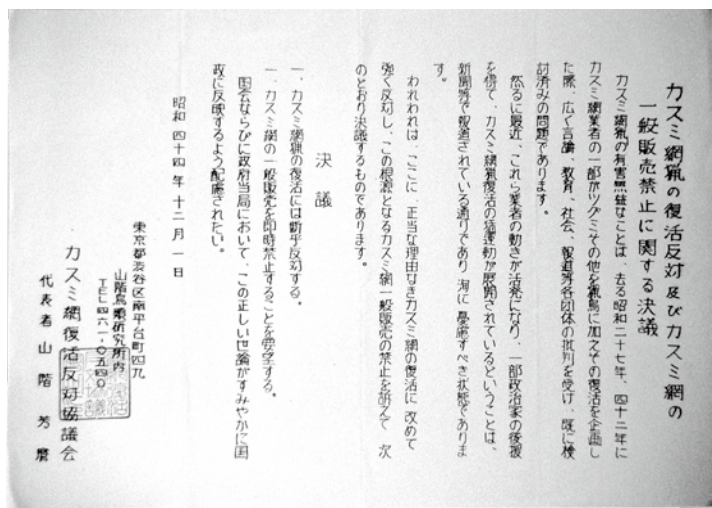 カスミ網猟の復活反対及びカスミ網の
一般販売禁止に関する決議
カスミ網猟の有害無益なことは、去る昭和二十七年、四十二年に
カスミ網業者の一部がツグミその他を猟鳥に加えその復活を企画し
た際、広く言論、教育、社会、報道等各団体の批判を受け、既に検
討済みの問題であります。
然るに最近、これら業者の動きが活発になり、一部政治家の後援
を得て、カスミ網猟復活の猛運動が展開されているということは、
新聞等で報道されている通りであり洵に憂慮すべき状態でありま
す。
われわれは、ここに、正当な理由なきカスミ網の復活に、改めて
強く反対し、この根源となるカスミ網一般販売の禁止を訴えて、次
のとおり決議するものであります。
決議
一、カスミ網猟の復活には断乎反対する。
一、カスミ網の一般販売を即時禁止することを要望する。
国会ならびに政府当局において、この正しい世論がすみやかに国
政に反映するよう配慮されたい。
昭和四十四年十二月一日
東京都渋谷区南平台町四九
山階鳥類研究所内
TEL四六一-〇五四〇
カスミ網復活反対協議会
代表者山階芳麿